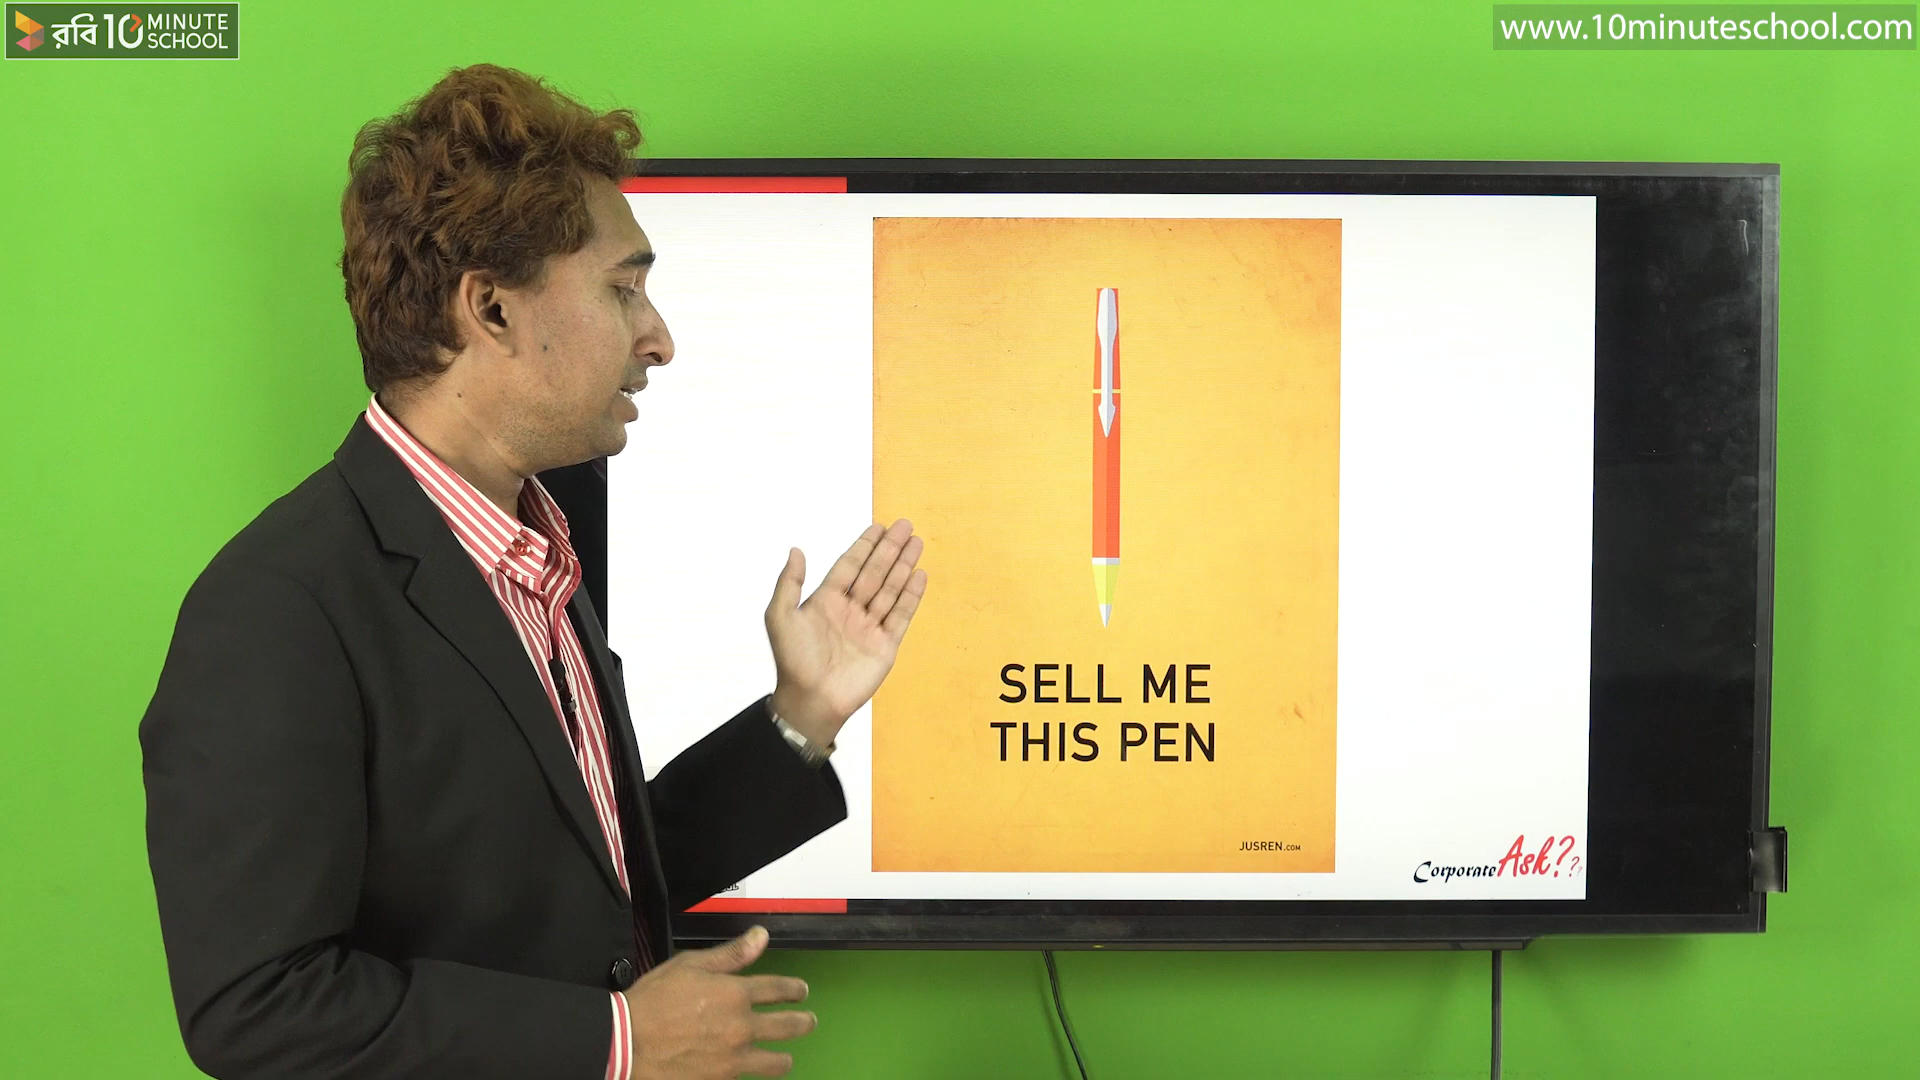 রবি 10 MINUTE
SCHOOL
www.10minuteschool.com
SELL ME
THIS PEN
JUSREN.COM
Corporate Ask???